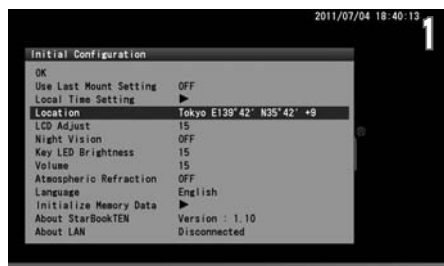 2011/07/04 18:40:13
1
Initial Configuration
OK
Use Last Mount Setting OFF
Local Time Setting ▶
Location Tokyo E139°42' N35°42' +9
LCD Adjust 15
Night Vision OFF
Key LED Brightness 15
Volume 15
Atmospheric Refraction OFF
Language English
Initialize Memory Data ▶
About StarBookTEN Version : 1.10
About LAN Disconnected